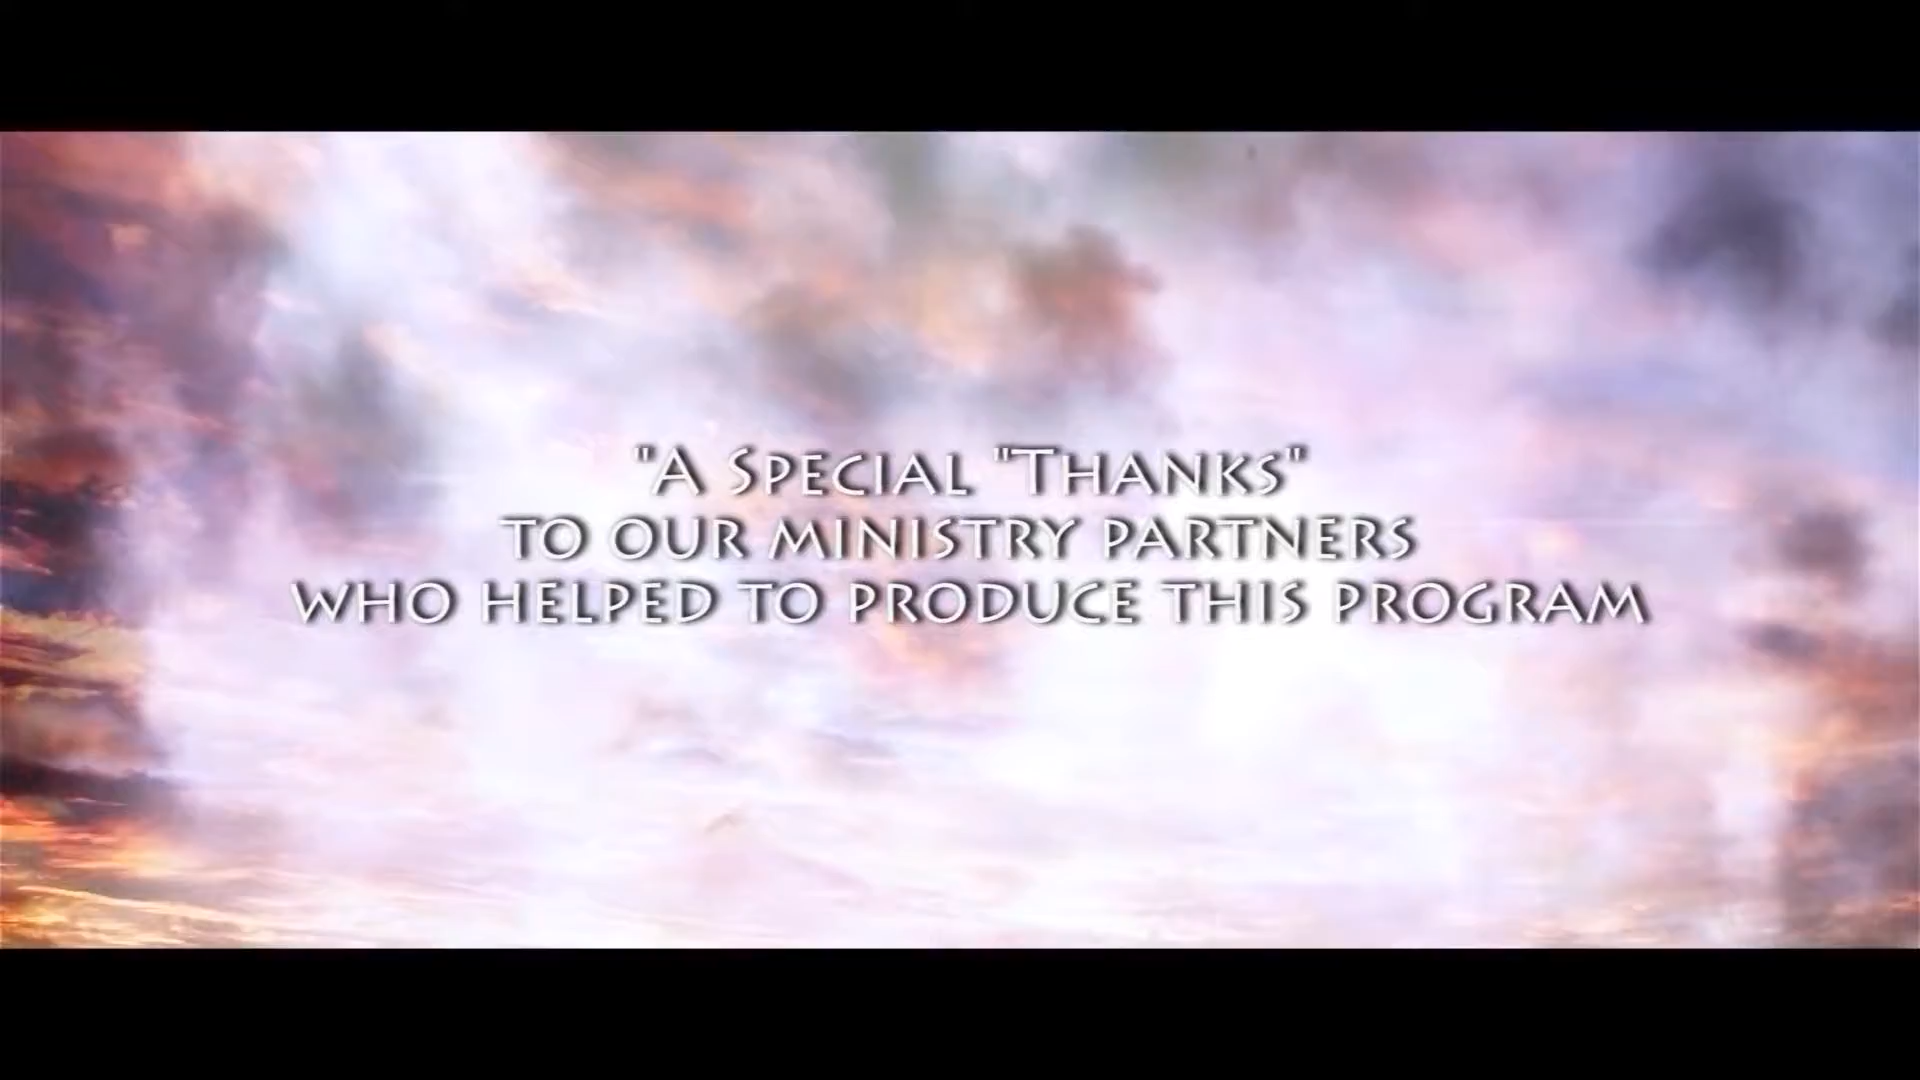 "A Special "Thanks"
to our ministry partners
who helped to produce this program